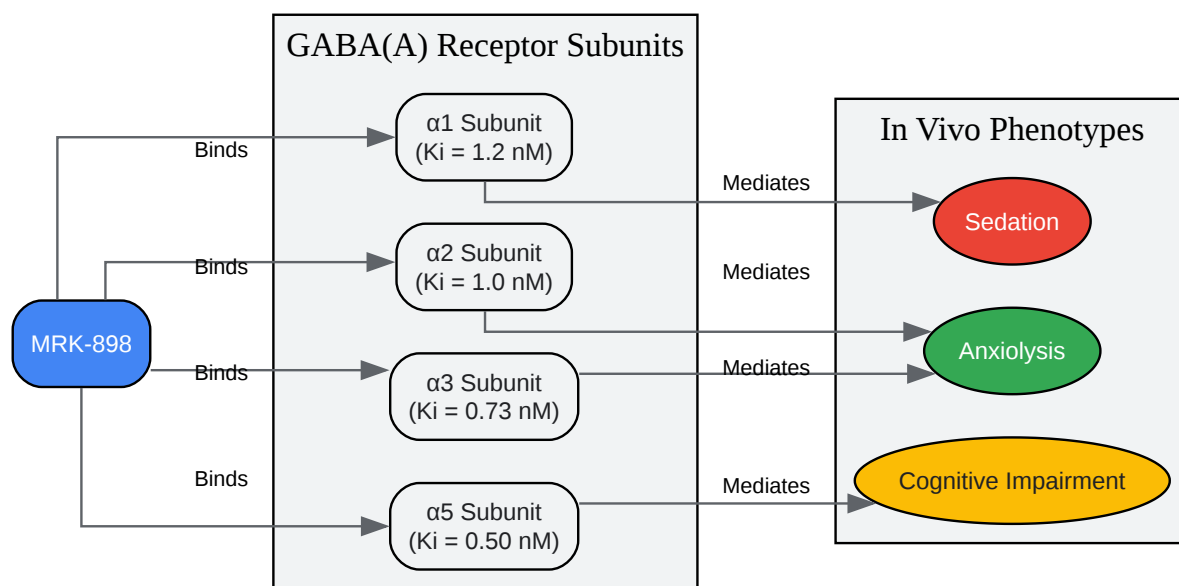 GABA(A) Receptor Subunits
In Vivo Phenotypes
MRK-898
Binds
Binds
Binds
Binds
α1 Subunit
(Ki = 1.2 nM)
α2 Subunit
(Ki = 1.0 nM)
α3 Subunit
(Ki = 0.73 nM)
α5 Subunit
(Ki = 0.50 nM)
Mediates
Mediates
Mediates
Mediates
Sedation
Anxiolysis
Cognitive Impairment